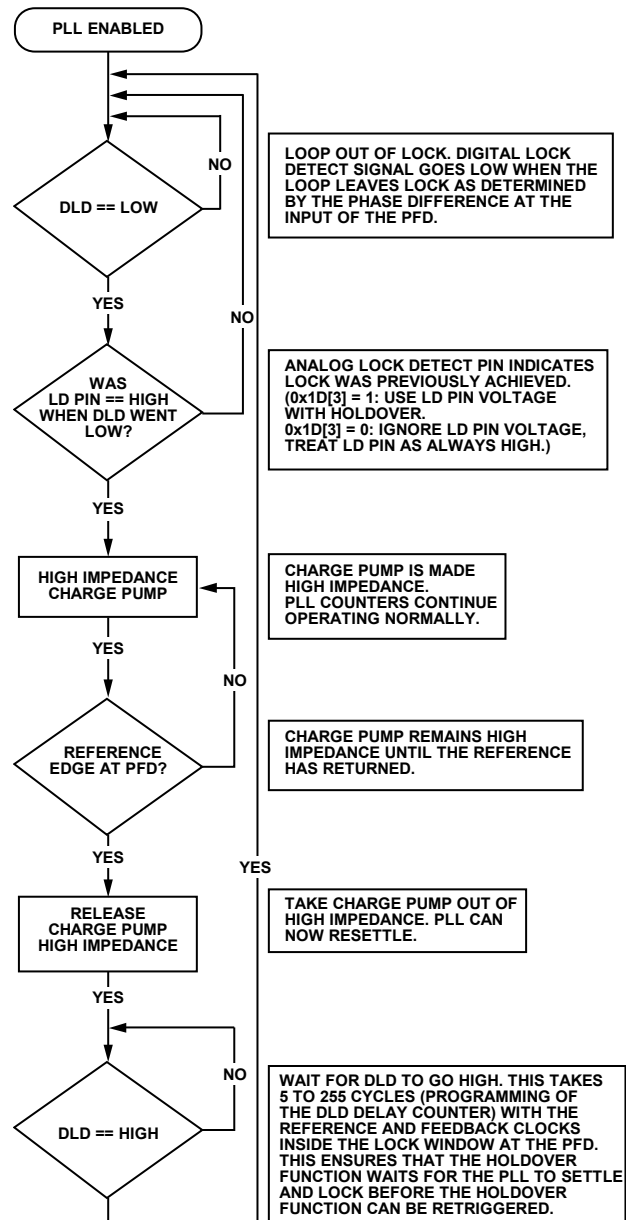 PLL ENABLED
NO
DLD == LOW
LOOP OUT OF LOCK. DIGITAL LOCK
DETECT SIGNAL GOES LOW WHEN THE
LOOP LEAVES LOCK AS DETERMINED
BY THE PHASE DIFFERENCE AT THE
INPUT OF THE PFD.
YES
NO
WAS
LD PIN == HIGH
WHEN DLD WENT
LOW?
ANALOG LOCK DETECT PIN INDICATES
LOCK WAS PREVIOUSLY ACHIEVED.
(0x1D[3] = 1: USE LD PIN VOLTAGE
WITH HOLDOVER.
0x1D[3] = 0: IGNORE LD PIN VOLTAGE,
TREAT LD PIN AS ALWAYS HIGH.)
YES
HIGH IMPEDANCE
CHARGE PUMP
CHARGE PUMP IS MADE
HIGH IMPEDANCE.
PLL COUNTERS CONTINUE
OPERATING NORMALLY.
YES
NO
REFERENCE
EDGE AT PFD?
CHARGE PUMP REMAINS HIGH
IMPEDANCE UNTIL THE REFERENCE
HAS RETURNED.
YES
YES
RELEASE
CHARGE PUMP
HIGH IMPEDANCE
TAKE CHARGE PUMP OUT OF
HIGH IMPEDANCE. PLL CAN
NOW RESETTLE.
YES
NO
DLD == HIGH
WAIT FOR DLD TO GO HIGH. THIS TAKES
5 TO 255 CYCLES (PROGRAMMING OF
THE DLD DELAY COUNTER) WITH THE
REFERENCE AND FEEDBACK CLOCKS
INSIDE THE LOCK WINDOW AT THE PFD.
THIS ENSURES THAT THE HOLDOVER
FUNCTION WAITS FOR THE PLL TO SETTLE
AND LOCK BEFORE THE HOLDOVER
FUNCTION CAN BE RETRIGGERED.